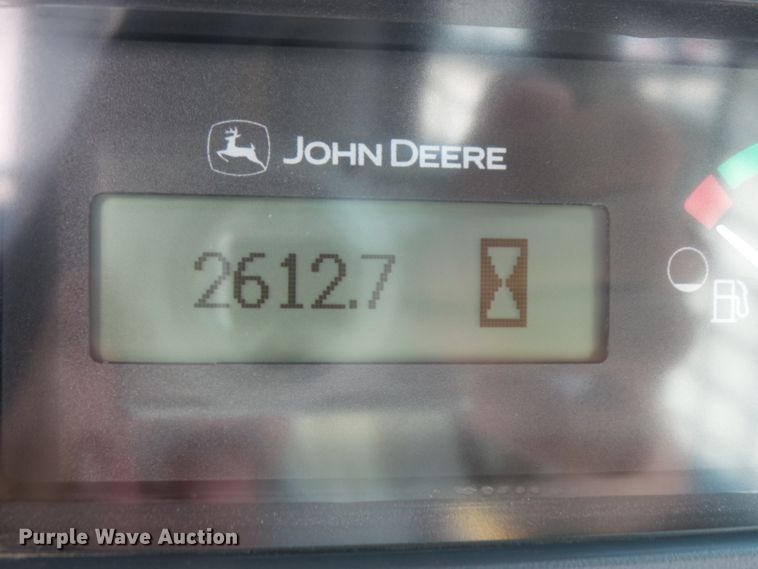 JOHN DEERE
2612.7
Purple Wave Auction